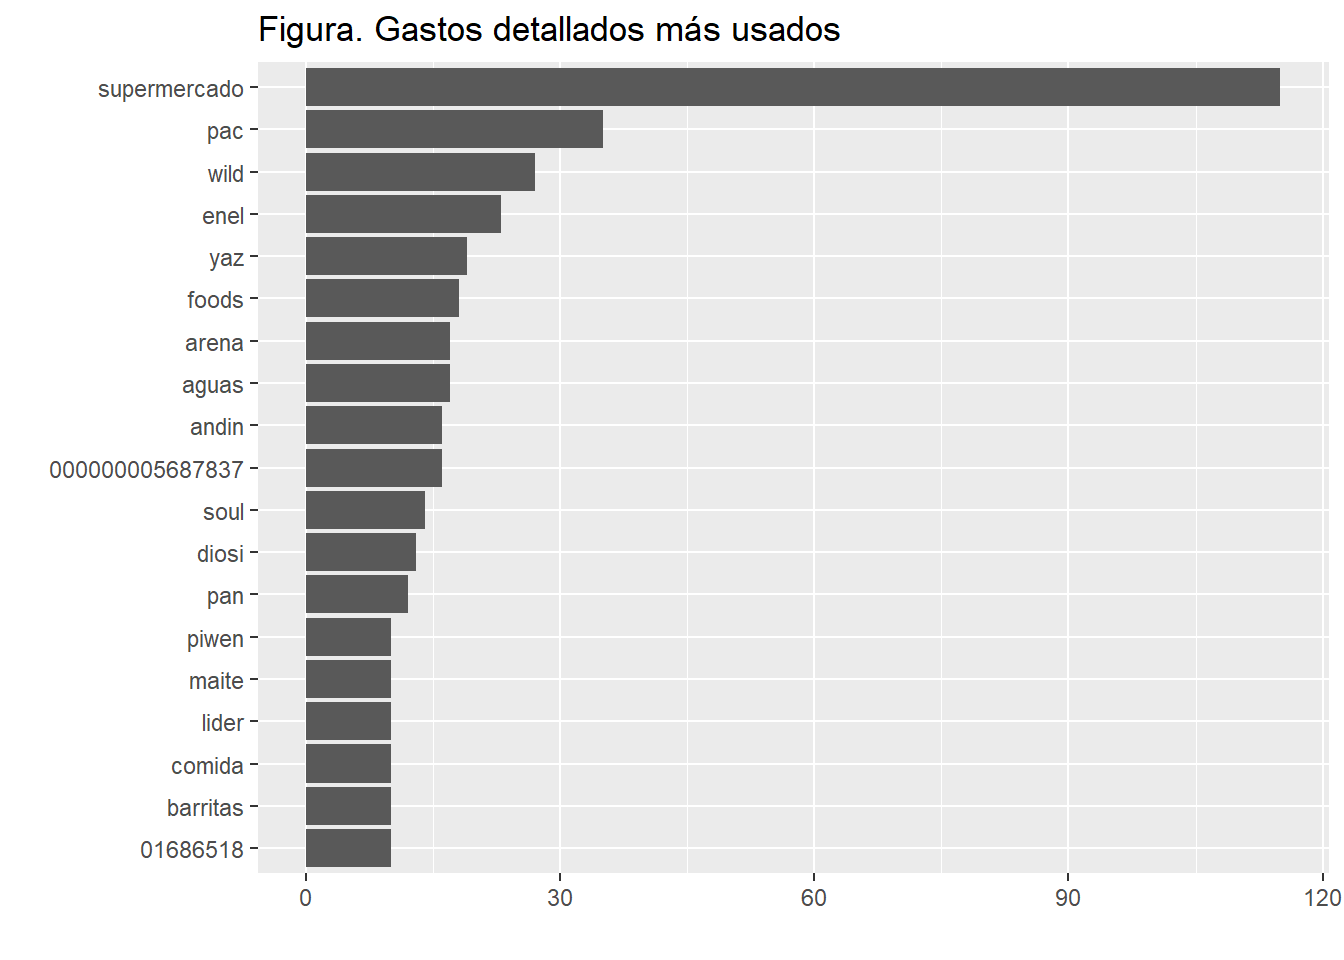 Figura. Gastos detallados más usados
supermercado
pac
wild
enel
yaz
foods
arena
aguas
andin
000000005687837
soul
diosi
pan
piwen
maite
lider
comida
barritas
01686518
0 30 60 90 120